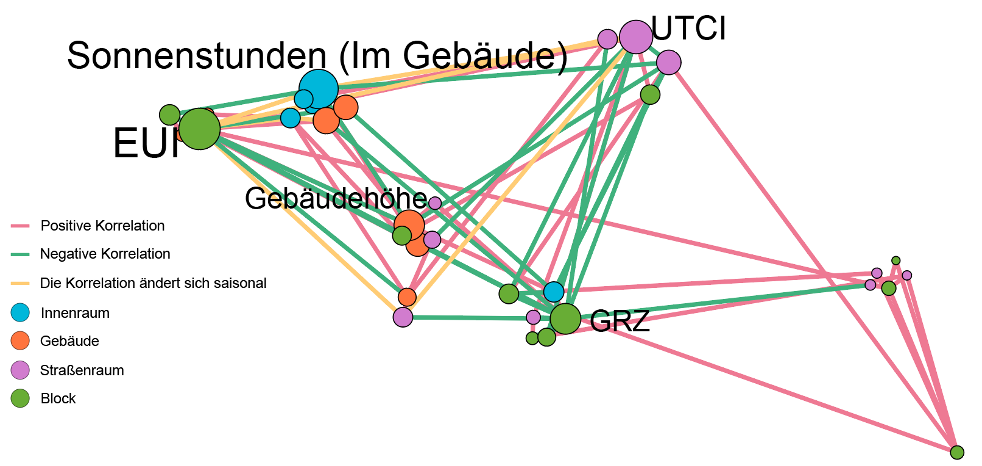 UTCI
Sonnenstunden (Im Gebäude)
EUI
Gebäudehöhe
GRZ
Positive Korrelation
Negative Korrelation
Die Korrelation ändert sich saisonal
Innenraum
Gebäude
Straßenraum
Block